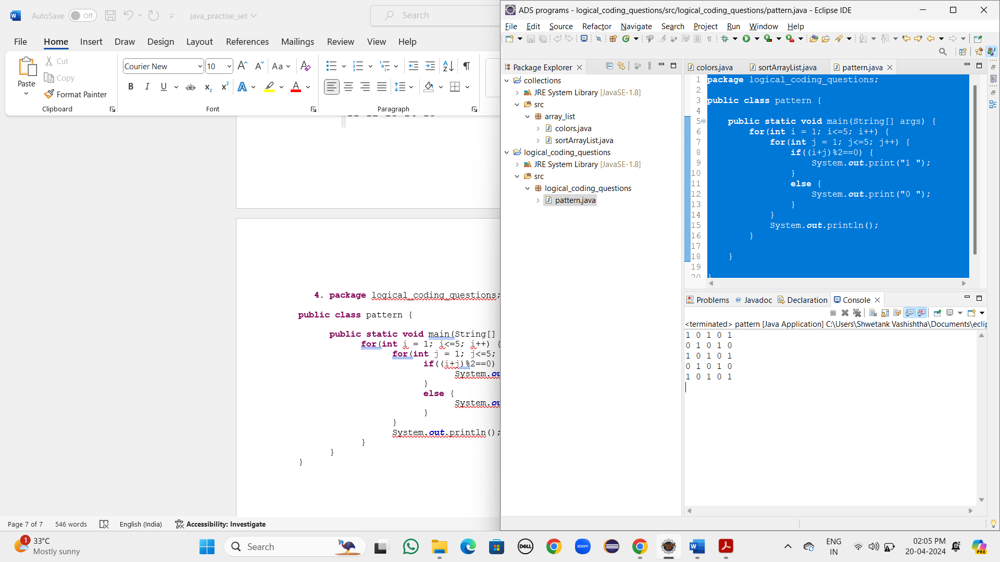 AutoSave Off java_practise_set Search
File Home Insert Draw Design Layout References Mailings Review View Help
Paste
Cut
Copy
Format Painter
Courier New 10
Clipboard Font Paragraph
4. package logical_coding_questions;
public class pattern {
public static void main(String[]
for(int i = 1; i<=5; i++) {
for(int j = 1; j<=5;
if((i+j)%2==0)
System.ou
}
else {
System.ou
}
}
System.out.println();
}
}
}
Page 7 of 7 546 words English (India) Accessibility: Investigate
ADS programs - logical_coding_questions/src/logical_coding_questions/pattern.java - Eclipse IDE
File Edit Source Refactor Navigate Search Project Run Window Help
Package Explorer
collections
JRE System Library [JavaSE-1.8]
src
array_list
colors.java
sortArrayList.java
logical_coding_questions
JRE System Library [JavaSE-1.8]
src
logical_coding_questions
pattern.java
colors.java sortArrayList.java pattern.java
1 package logical_coding_questions;
2
3 public class pattern {
4
5 public static void main(String[] args) {
6 for(int i = 1; i<=5; i++) {
7 for(int j = 1; j<=5; j++) {
8 if((i+j)%2==0) {
9 System.out.print("1 ");
10 }
11 else {
12 System.out.print("0 ");
13 }
14 }
15 System.out.println();
16 }
17
18 }
19
20 }
Problems Javadoc Declaration Console
<terminated> pattern [Java Application] C:\Users\Shwetank Vashishtha\Documents\eclip
1 0 1 0 1
0 1 0 1 0
1 0 1 0 1
0 1 0 1 0
1 0 1 0 1
1 33°C
Mostly sunny
Search
DELL
zoom
ENG
IN
02:05 PM
20-04-2024
PRE